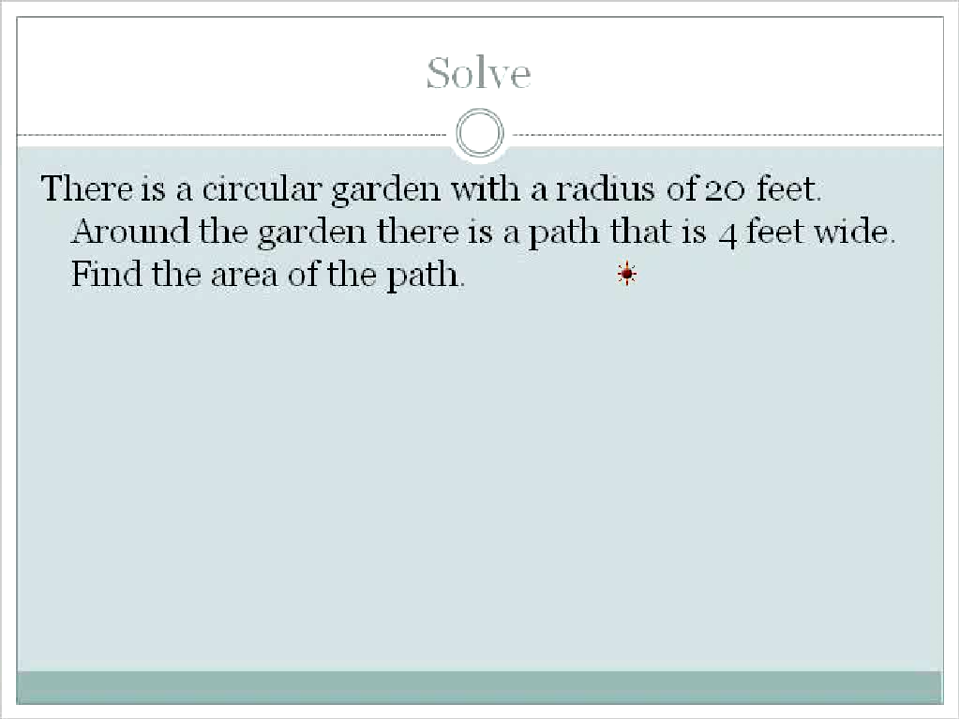 Solve
There is a circular garden with a radius of 20 feet.
Around the garden there is a path that is 4 feet wide.
Find the area of the path.